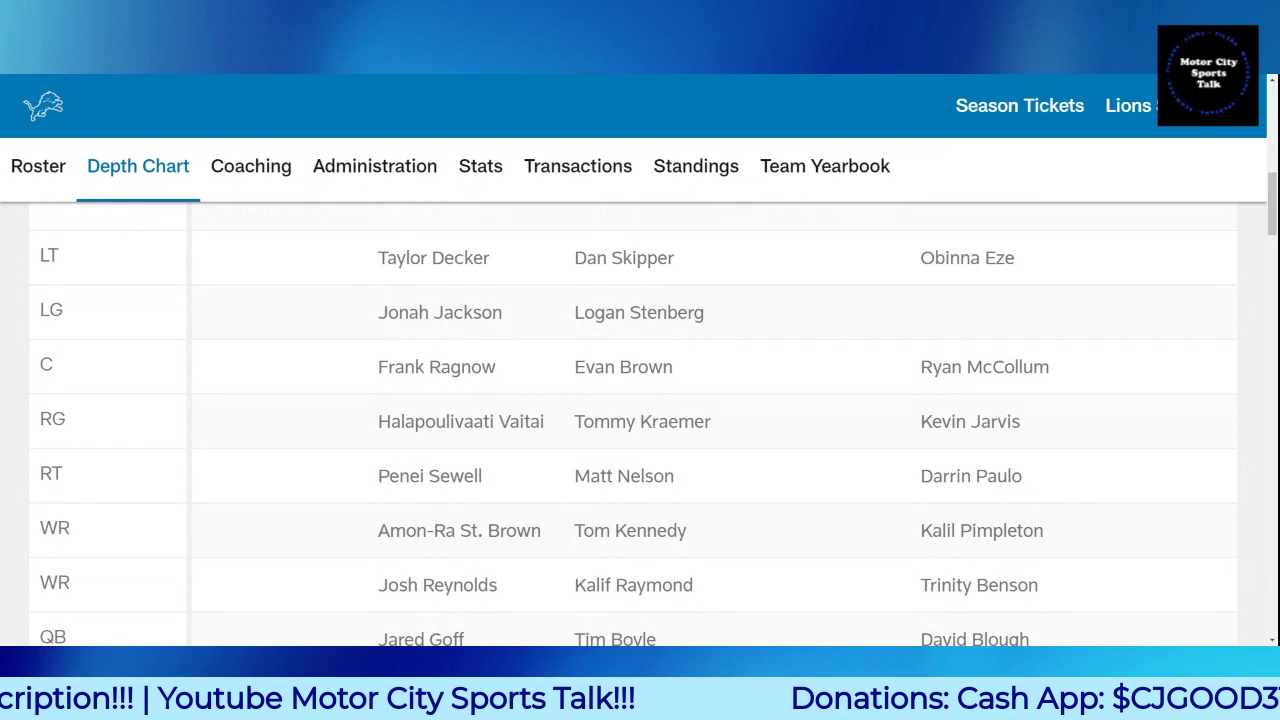 Motor City
Sports
Talk
Season Tickets Lions
Roster Depth Chart Coaching Administration Stats Transactions Standings Team Yearbook
LT Taylor Decker Dan Skipper Obinna Eze
LG Jonah Jackson Logan Stenberg
C Frank Ragnow Evan Brown Ryan McCollum
RG Halapoulivaati Vaitai Tommy Kraemer Kevin Jarvis
RT Penei Sewell Matt Nelson Darrin Paulo
WR Amon-Ra St. Brown Tom Kennedy Kalil Pimpleton
WR Josh Reynolds Kalif Raymond Trinity Benson
QB Jared Goff Tim Boyle David Blough
cription!!! | Youtube Motor City Sports Talk!!! Donations: Cash App: $CJGOOD3